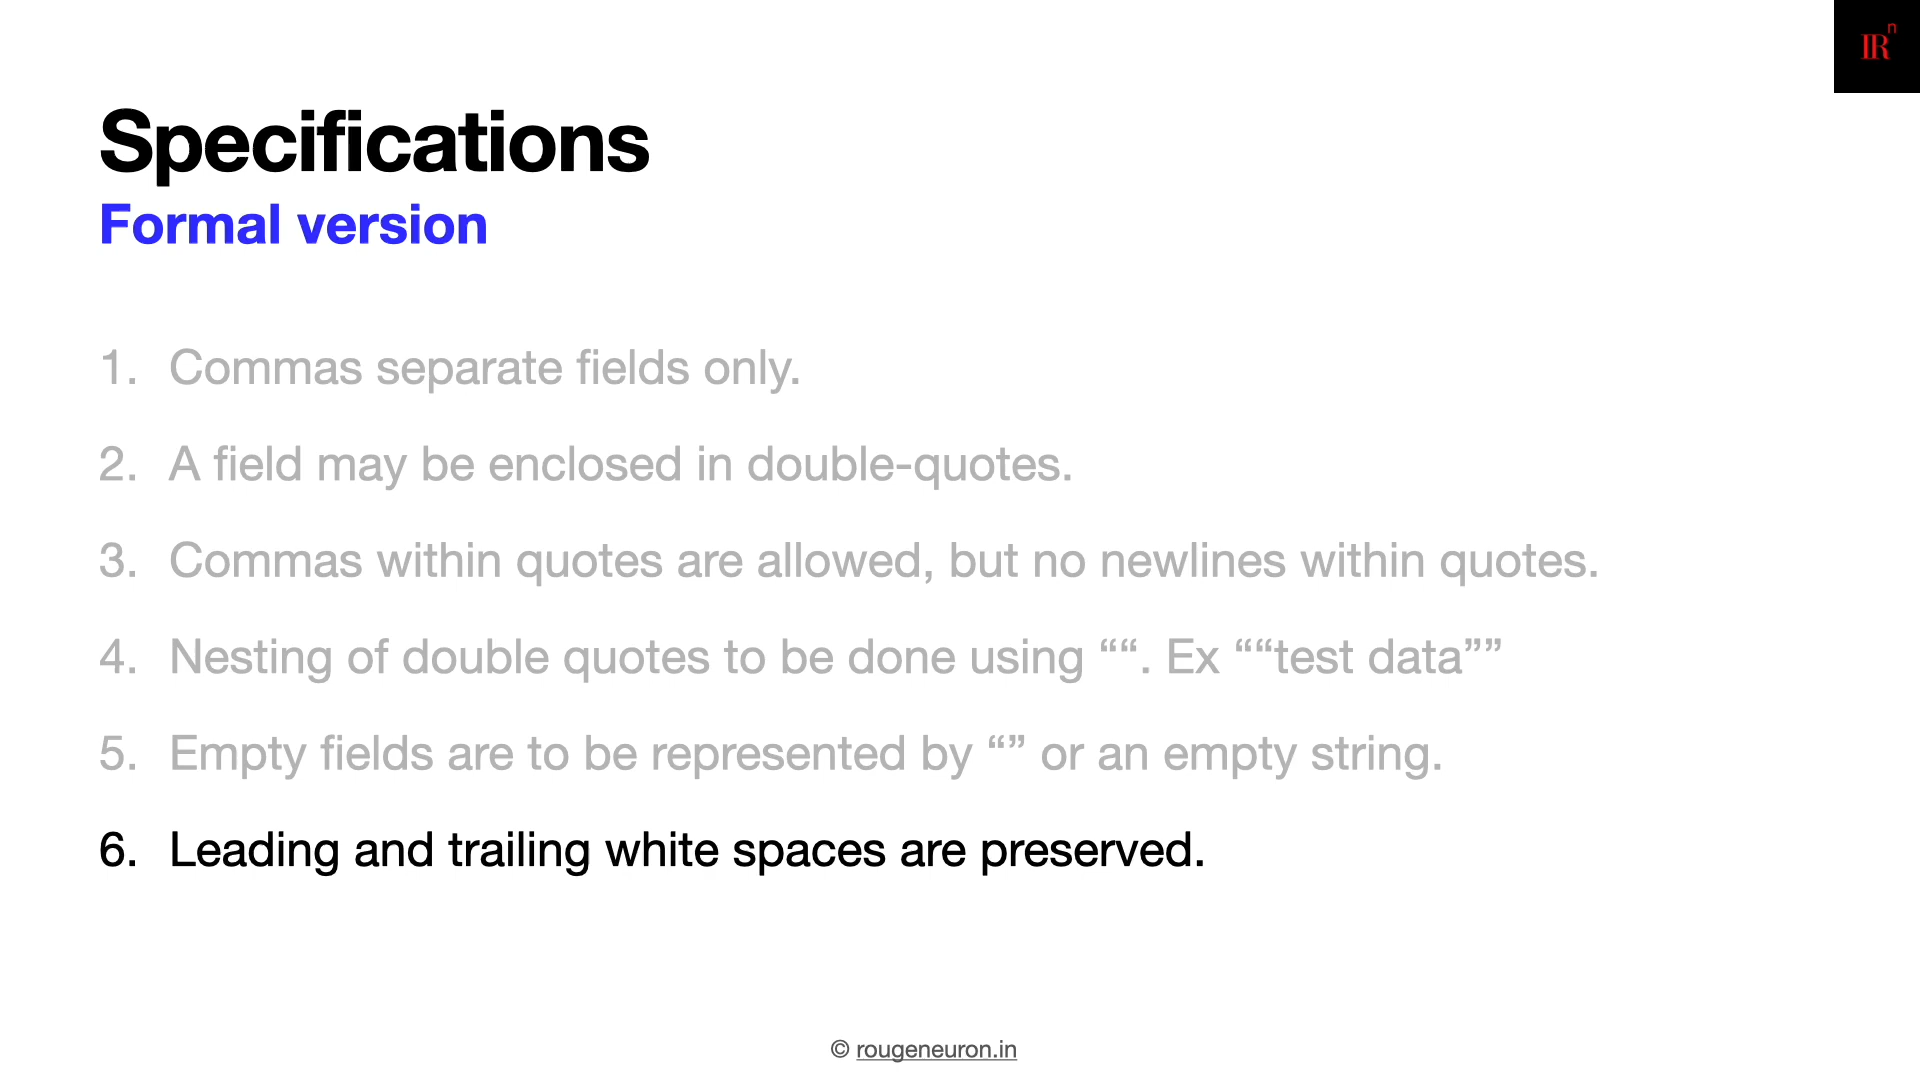 IRn
Specifications
Formal version
1. Commas separate fields only.
2. A field may be enclosed in double-quotes.
3. Commas within quotes are allowed, but no newlines within quotes.
4. Nesting of double quotes to be done using ““. Ex ““test data””
5. Empty fields are to be represented by “” or an empty string.
6. Leading and trailing white spaces are preserved.
© rougeneuron.in